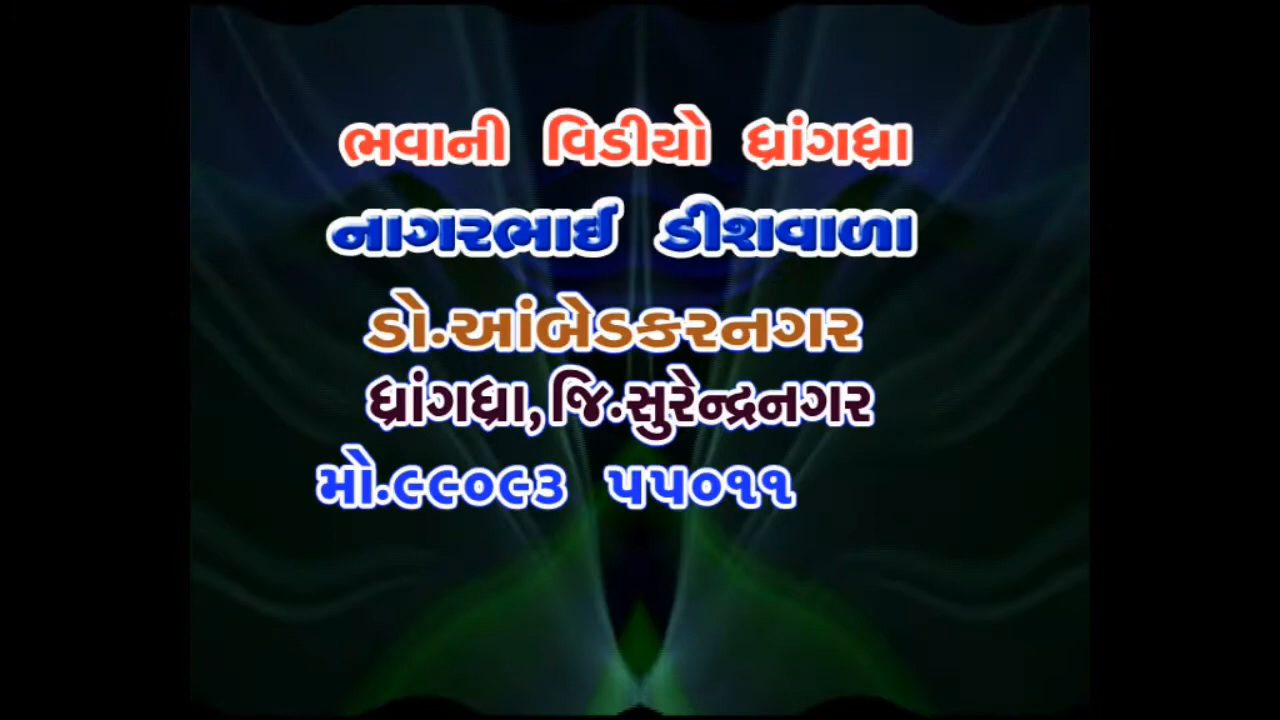 ભવાની વિડીયો ધ્રાંગધ્રા
નાગરભાઈ ડીશવાળા
ડો.આંબેડકરનગર
ધ્રાંગધ્રા,જિ.સુરેન્દ્રનગર
મો.૯૯૦૯૩ ૫૫૦૧૧